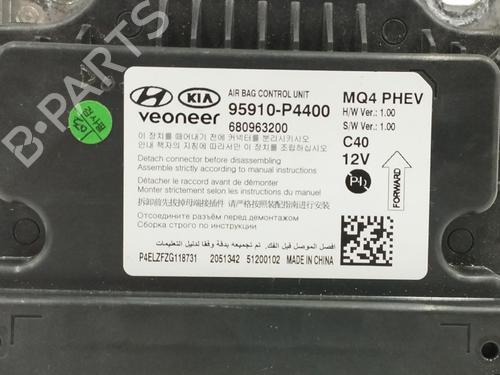 B-PARTS
HYUNDAI KIA
veoneer
AIR BAG CONTROL UNIT
95910-P4400
680963200
MQ4 PHEV
H/W Ver.: 1.00
S/W Ver.: 1.00
C40
12V
FORWARD
이 장치를 떼어내기 전에 커넥터를 분리시키시오
안내 책자의 지침에 따라서만 이 장치를 조립하시오
Detach connector before disassembling
Assemble strictly according to manual instructions
Détacher le raccord avant de démonter
Monter strictement selon les instructions du manuel
拆卸前先拔掉母端接插件 请严格按照装配指南进行安装
Отсоедините разъём перед разборкой
Сборка строго по инструкции
افصل الموصل قبل الفك، تم تجميعه بدقة وفقا لدليل التعليمات
P4ELZFZG118731 2051342 51200102 MADE IN CHINA